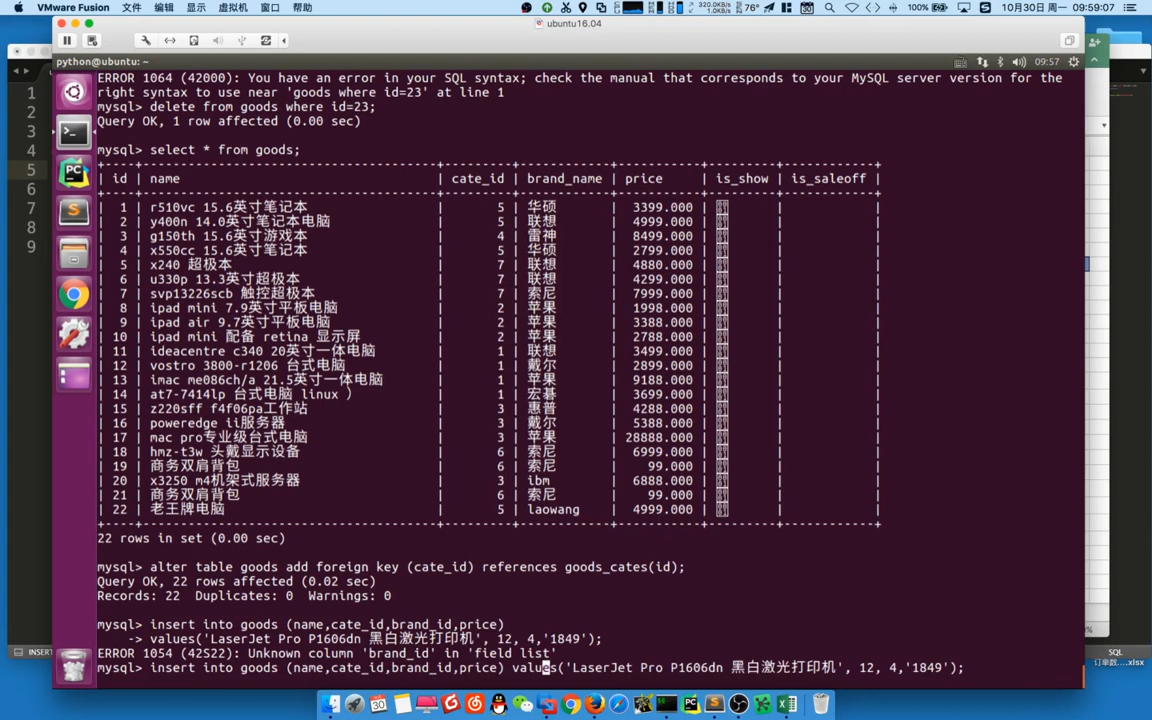 VMware Fusion 文件 编辑 显示 虚拟机 窗口 帮助 76° 100% 10月30日 周一 09:59:07
ubuntu16.04
python@ubuntu: ~ 09:57
ERROR 1064 (42000): You have an error in your SQL syntax; check the manual that corresponds to your MySQL server version for the
right syntax to use near 'goods where id=23' at line 1
mysql> delete from goods where id=23;
Query OK, 1 row affected (0.00 sec)
mysql> select * from goods;
| id | name | cate_id | brand_name | price | is_show | is_saleoff |
| 1 | r510vc 15.6英寸笔记本 | 5 | 华硕 | 3399.000 |
| 2 | y400n 14.0英寸笔记本电脑 | 5 | 联想 | 4999.000 |
| 3 | g150th 15.6英寸游戏本 | 4 | 雷神 | 8499.000 |
| 4 | x550cc 15.6英寸笔记本 | 5 | 华硕 | 2799.000 |
| 5 | x240 超极本 | 7 | 联想 | 4880.000 |
| 6 | u330p 13.3英寸超极本 | 7 | 联想 | 4299.000 |
| 7 | svp13226scb 触控超极本 | 7 | 索尼 | 7999.000 |
| 8 | ipad mini 7.9英寸平板电脑 | 2 | 苹果 | 1998.000 |
| 9 | ipad air 9.7英寸平板电脑 | 2 | 苹果 | 3388.000 |
| 10 | ipad mini 配备 retina 显示屏 | 2 | 苹果 | 2788.000 |
| 11 | ideacentre c340 20英寸一体电脑 | 1 | 联想 | 3499.000 |
| 12 | vostro 3800-r1206 台式电脑 | 1 | 戴尔 | 2899.000 |
| 13 | imac me086ch/a 21.5英寸一体电脑 | 1 | 苹果 | 9188.000 |
| 14 | at7-7414lp 台式电脑 linux ) | 1 | 宏碁 | 3699.000 |
| 15 | z220sff f4f06pa工作站 | 3 | 惠普 | 4288.000 |
| 16 | poweredge ii服务器 | 3 | 戴尔 | 5388.000 |
| 17 | mac pro专业级台式电脑 | 3 | 苹果 | 28888.000 |
| 18 | hmz-t3w 头戴显示设备 | 6 | 索尼 | 6999.000 |
| 19 | 商务双肩背包 | 6 | 索尼 | 99.000 |
| 20 | x3250 m4机架式服务器 | 3 | ibm | 6888.000 |
| 21 | 商务双肩背包 | 6 | 索尼 | 99.000 |
| 22 | 老王牌电脑 | 5 | laowang | 4999.000 |
22 rows in set (0.00 sec)
mysql> alter table goods add foreign key (cate_id) references goods_cates(id);
Query OK, 22 rows affected (0.02 sec)
Records: 22 Duplicates: 0 Warnings: 0
mysql> insert into goods (name,cate_id,brand_id,price)
-> values('LaserJet Pro P1606dn 黑白激光打印机', 12, 4,'1849');
ERROR 1054 (42S22): Unknown column 'brand_id' in 'field list'
mysql> insert into goods (name,cate_id,brand_id,price) values('LaserJet Pro P1606dn 黑白激光打印机', 12, 4,'1849');
1
2
3
4
5
6
7
8
9
INSERT
SQL
订单数...xlsx